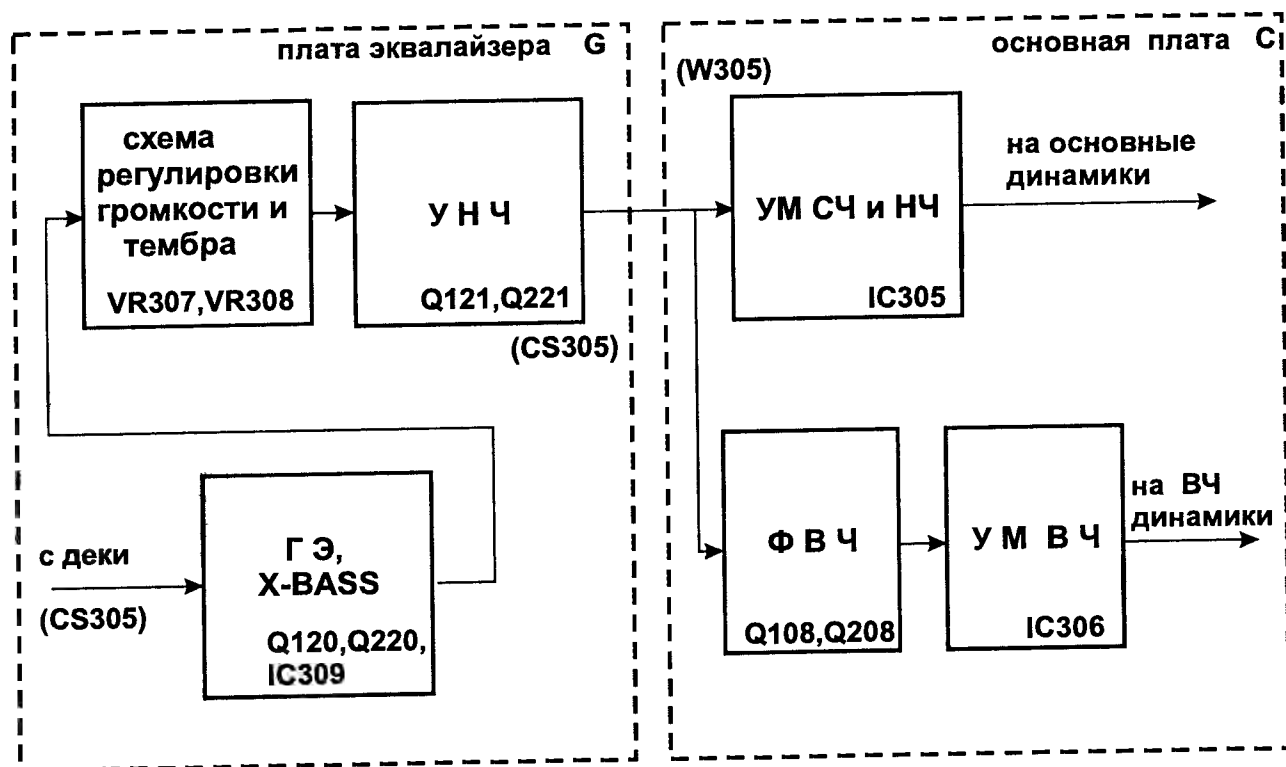 плата эквалайзера G
схема
регулировки
громкости и
тембра
VR307,VR308
У Н Ч
Q121,Q221
(CS305)
с деки
(CS305)
Г Э,
X-BASS
Q120,Q220,
IC309
основная плата C
(W305)
УМ СЧ и НЧ
IC305
на основные
динамики
Ф В Ч
Q108,Q208
У М В Ч
IC306
на ВЧ
динамики